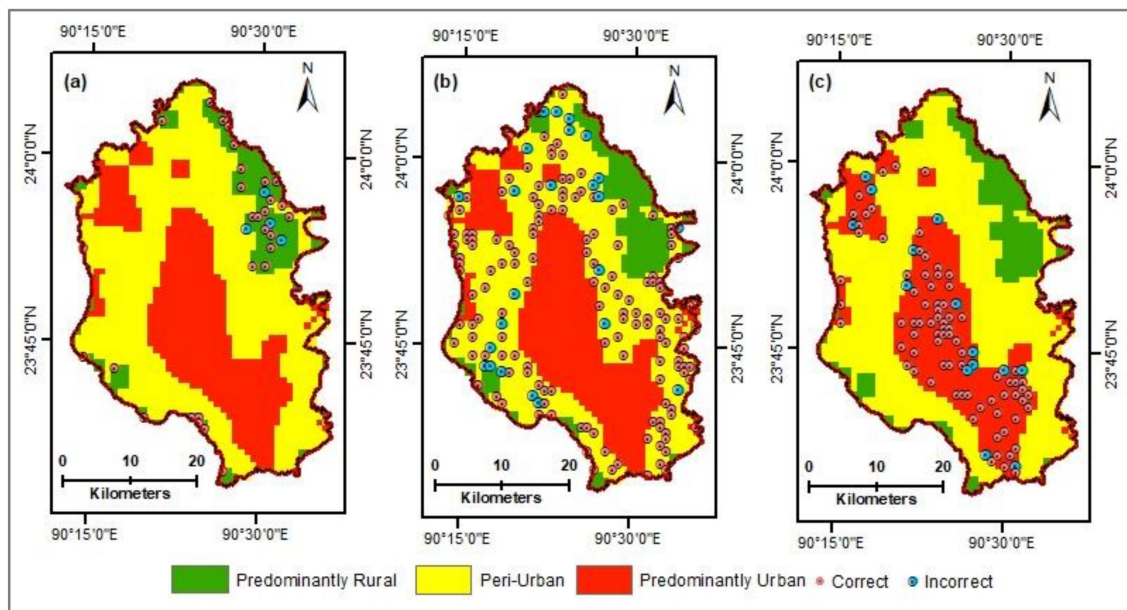 90°15'0"E 90°30'0"E
(a) N
24°0'0"N
23°45'0"N
0 10 20
Kilometers
90°15'0"E 90°30'0"E
90°15'0"E 90°30'0"E
(b) N
24°0'0"N 24°0'0"N
23°45'0"N 23°45'0"N
0 10 20
Kilometers
90°15'0"E 90°30'0"E
90°15'0"E 90°30'0"E
(c) N
24°0'0"N
23°45'0"N
0 10 20
Kilometers
90°15'0"E 90°30'0"E
Predominantly Rural Peri-Urban Predominantly Urban Correct Incorrect